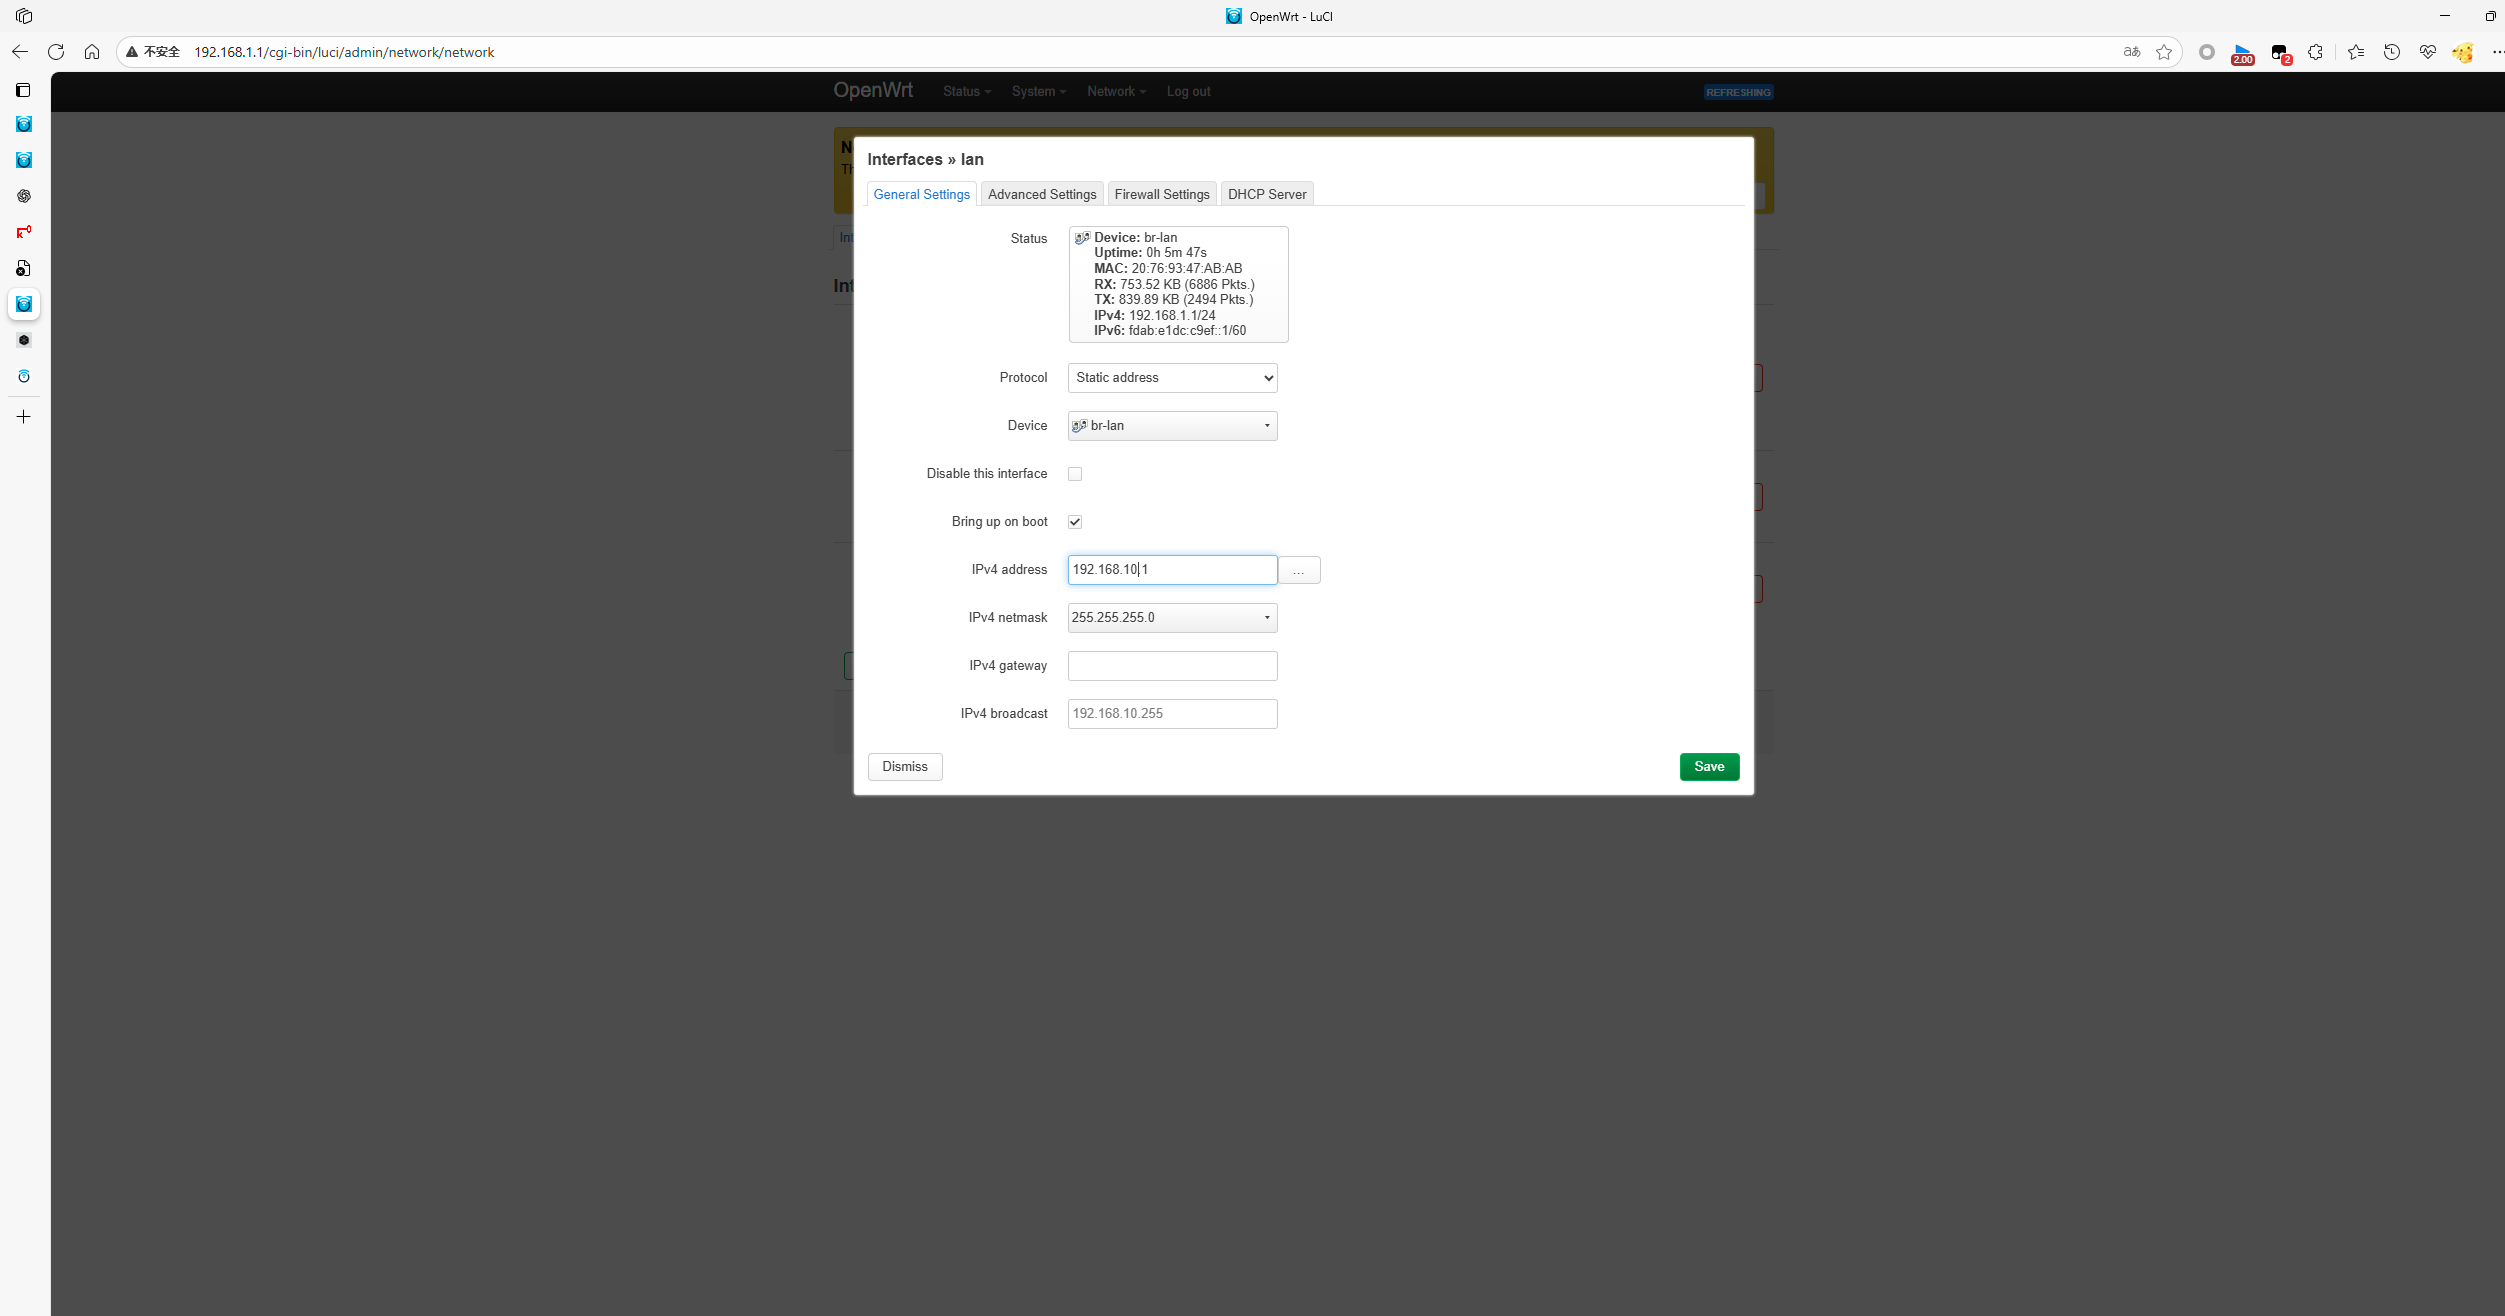 OpenWrt - LuCI
不安全 192.168.1.1/cgi-bin/luci/admin/network/network
aあ
2.00
2
OpenWrt Status System Network Log out REFRESHING
Interfaces » lan
General Settings Advanced Settings Firewall Settings DHCP Server
Status
Device: br-lan
Uptime: 0h 5m 47s
MAC: 20:76:93:47:AB:AB
RX: 753.52 KB (6886 Pkts.)
TX: 839.89 KB (2494 Pkts.)
IPv4: 192.168.1.1/24
IPv6: fdab:e1dc:c9ef::1/60
Protocol Static address
Device br-lan
Disable this interface
Bring up on boot
IPv4 address 192.168.10.1 ...
IPv4 netmask 255.255.255.0
IPv4 gateway
IPv4 broadcast 192.168.10.255
Dismiss Save